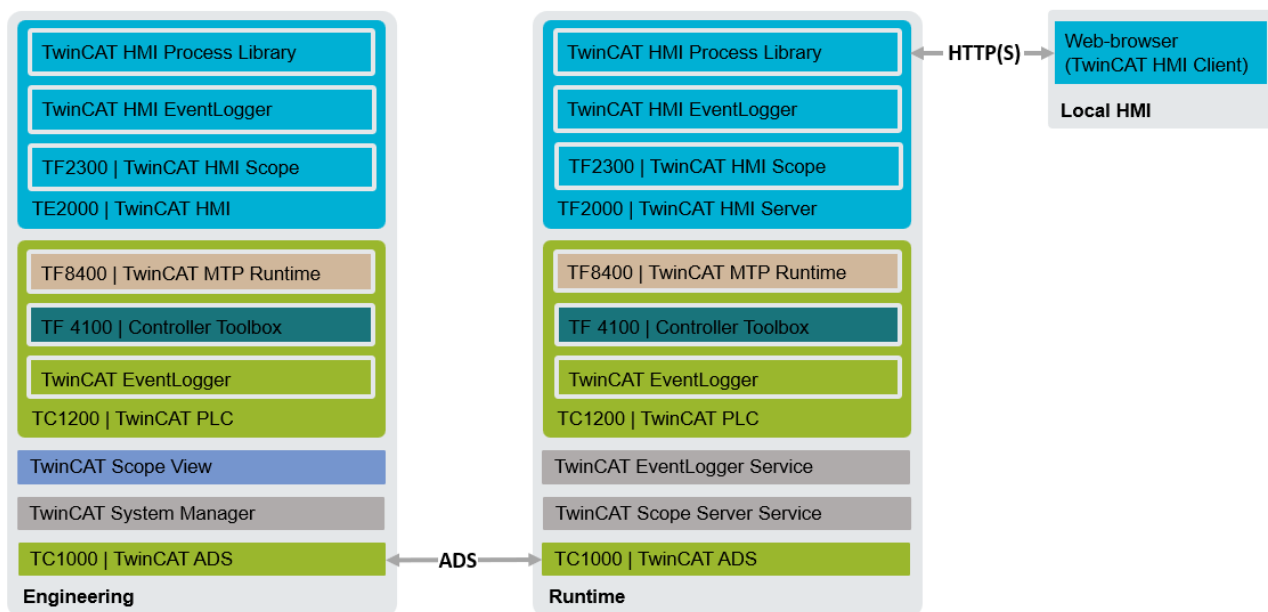 TwinCAT HMI Process Library
TwinCAT HMI EventLogger
TF2300 | TwinCAT HMI Scope
TE2000 | TwinCAT HMI
TF8400 | TwinCAT MTP Runtime
TF 4100 | Controller Toolbox
TwinCAT EventLogger
TC1200 | TwinCAT PLC
TwinCAT Scope View
TwinCAT System Manager
TC1000 | TwinCAT ADS
Engineering
ADS
TwinCAT HMI Process Library
TwinCAT HMI EventLogger
TF2300 | TwinCAT HMI Scope
TF2000 | TwinCAT HMI Server
TF8400 | TwinCAT MTP Runtime
TF 4100 | Controller Toolbox
TwinCAT EventLogger
TC1200 | TwinCAT PLC
TwinCAT EventLogger Service
TwinCAT Scope Server Service
TC1000 | TwinCAT ADS
Runtime
HTTP(S)
Web-browser
(TwinCAT HMI Client)
Local HMI